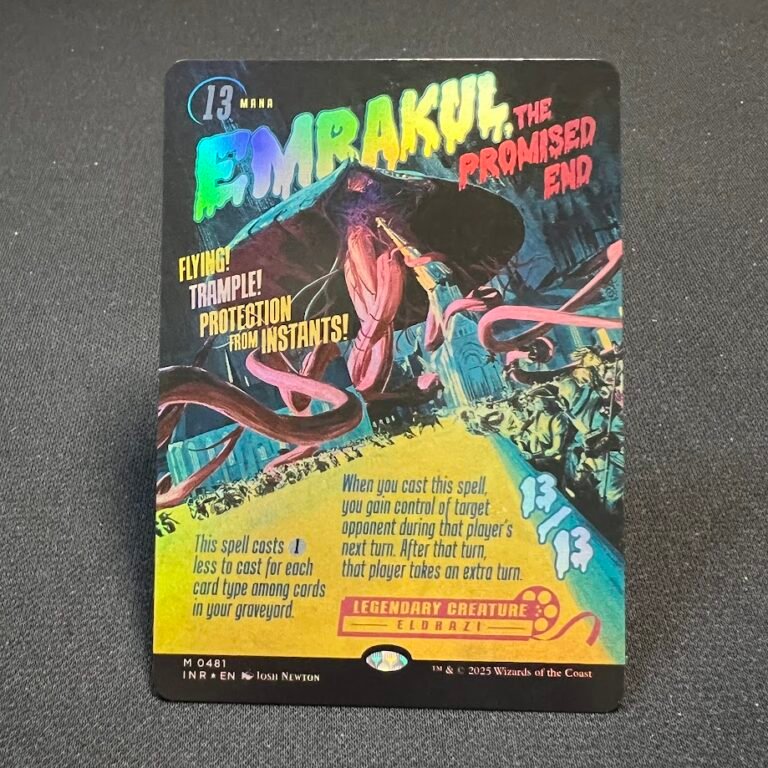 13 MANA
EMRAKUL,
THE
PROMISED
END
FLYING!
TRAMPLE!
PROTECTION
FROM INSTANTS!
When you cast this spell,
you gain control of target
opponent during that player's
next turn. After that turn,
that player takes an extra turn.
13/13
This spell costs 1
less to cast for each
card type among cards
in your graveyard.
LEGENDARY CREATURE
ELDRAZI
M 0481
INR ★ EN Josh Newton
™ & © 2025 Wizards of the Coast